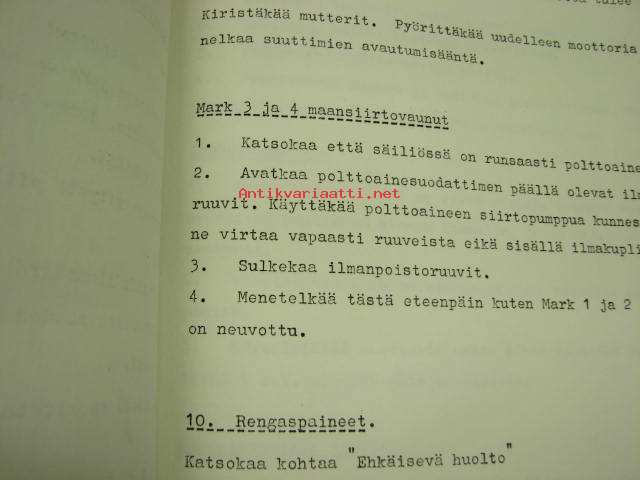 tulee
Kiristäkää mutterit. Pyörittäkää uudelleen moottoria
nelkaa suuttimien avautumisääntä.
Mark 3 ja 4 maansiirtovaunut
1. Katsokaa että säiliössä on runsaasti polttoaine
2. Avatkaa polttoainesuodattimen päällä olevat ilm
Antikvariaatti.net
ruuvit. Käyttäkää polttoaineen siirtopumppua kunnes
ne virtaa vapaasti ruuveista eikä sisällä ilmakupli
3. Sulkekaa ilmanpoistoruuvit.
4. Menetelkää tästä eteenpäin kuten Mark 1 ja 2
on neuvottu.
10. Rengaspaineet.
Katsokaa kohtaa "Ehkäisevä huolto"